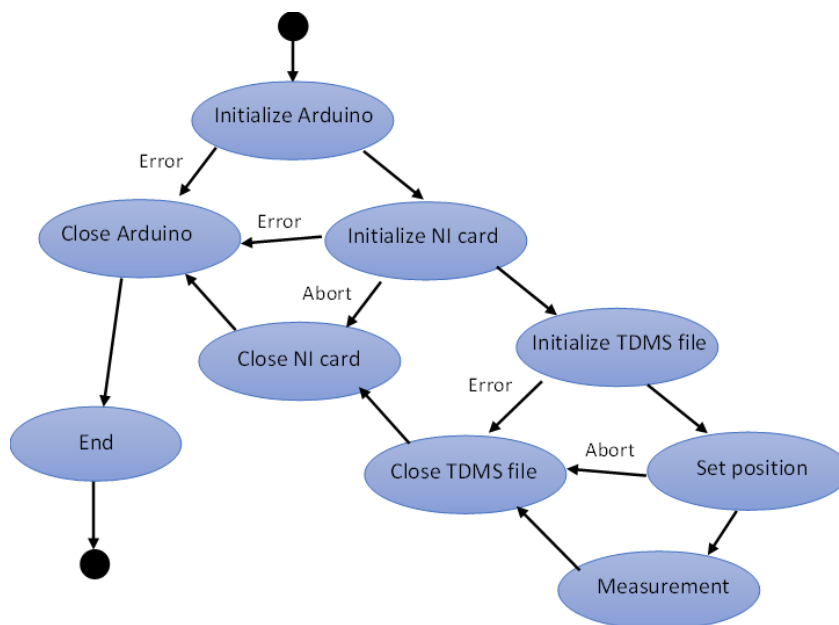 Initialize Arduino
Error
Close Arduino
Error
Initialize NI card
Abort
Close NI card
Initialize TDMS file
Error
End
Close TDMS file
Abort
Set position
Measurement